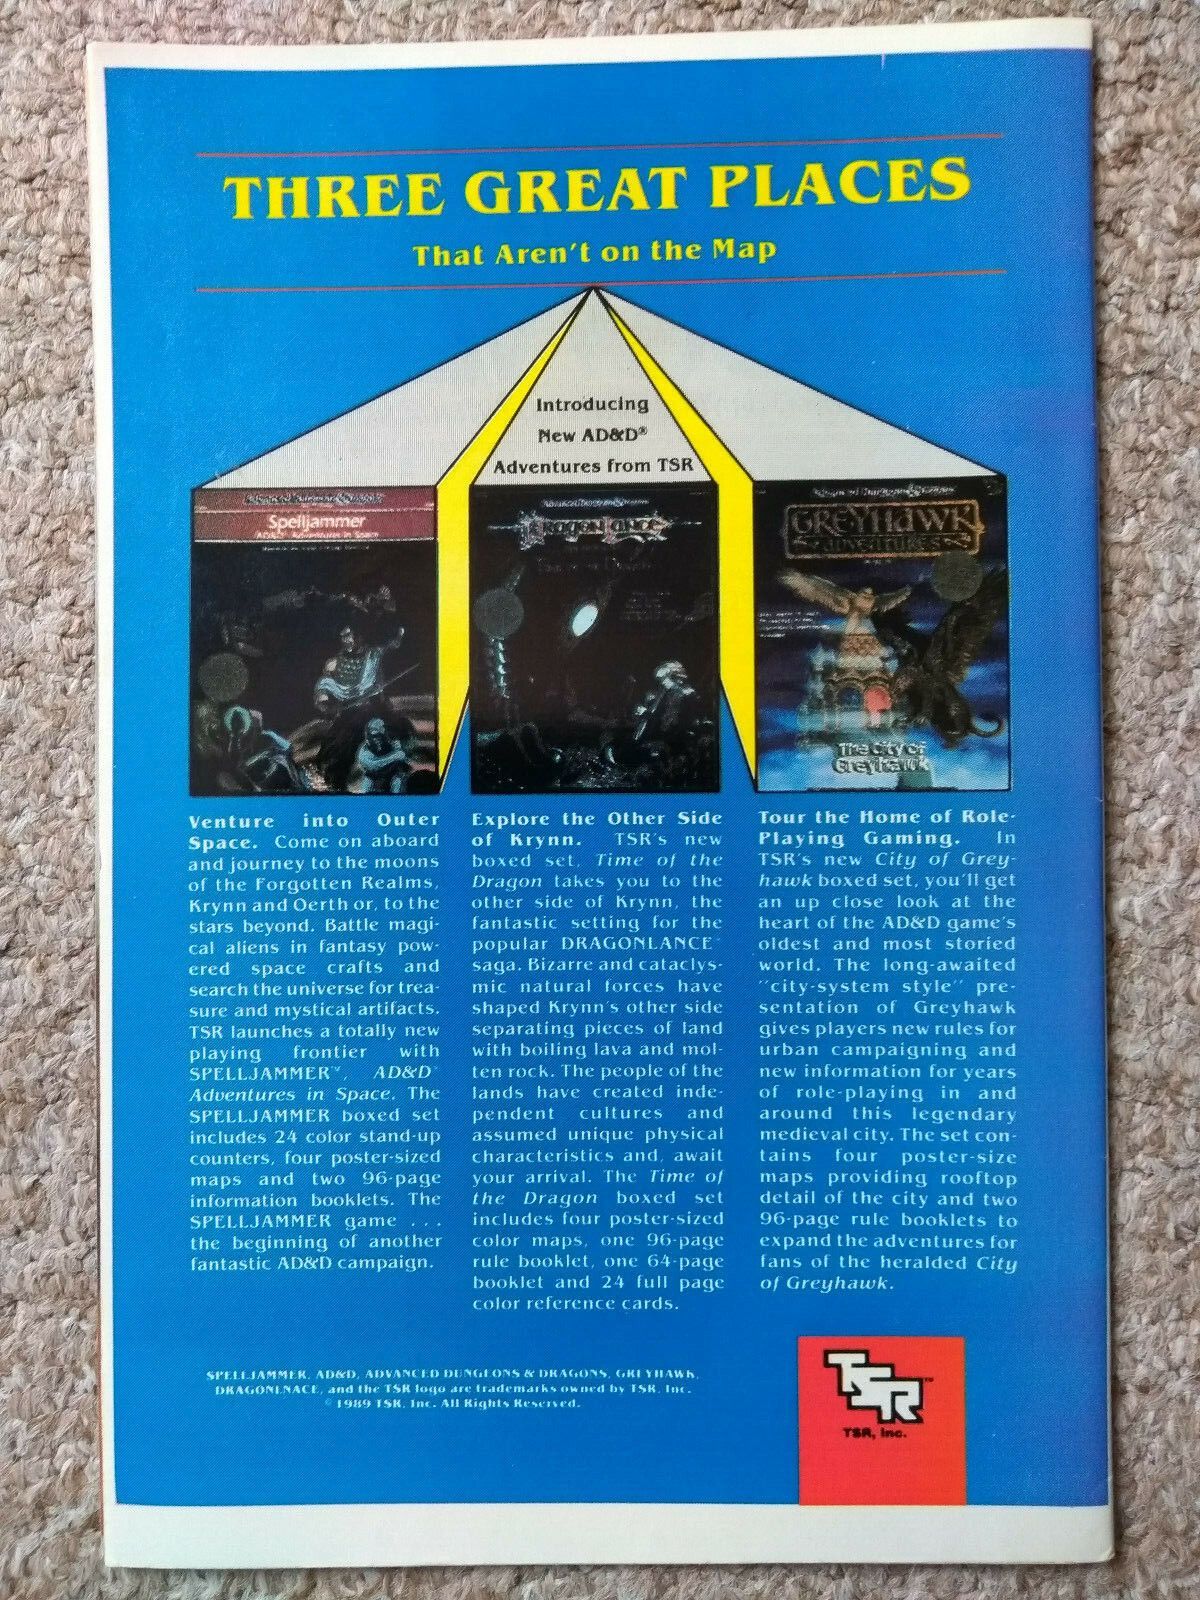 THREE GREAT PLACES
That Aren't on the Map
Introducing
New AD&D®
Adventures from TSR
Spelljammer
AD&D Adventures in Space
DRAGONLANCE
GREYHAWK
ADVENTURES
The City of
Greyhawk
Venture into Outer
Space. Come on aboard
and journey to the moons
of the Forgotten Realms,
Krynn and Oerth or, to the
stars beyond. Battle magi-
cal aliens in fantasy pow-
ered space crafts and
search the universe for trea-
sure and mystical artifacts.
TSR launches a totally new
playing frontier with
SPELLJAMMER™, AD&D®
Adventures in Space. The
SPELLJAMMER boxed set
includes 24 color stand-up
counters, four poster-sized
maps and two 96-page
information booklets. The
SPELLJAMMER game . . .
the beginning of another
fantastic AD&D campaign.
Explore the Other Side
of Krynn. TSR's new
boxed set, Time of the
Dragon takes you to the
other side of Krynn, the
fantastic setting for the
popular DRAGONLANCE
saga. Bizarre and cataclys-
mic natural forces have
shaped Krynn's other side
separating pieces of land
with boiling lava and mol-
ten rock. The people of the
lands have created inde-
pendent cultures and
assumed unique physical
characteristics and, await
your arrival. The Time of
the Dragon boxed set
includes four poster-sized
color maps, one 96-page
rule booklet, one 64-page
booklet and 24 full page
color reference cards.
Tour the Home of Role-
Playing Gaming. In
TSR's new City of Grey-
hawk boxed set, you'll get
an up close look at the
heart of the AD&D game's
oldest and most storied
world. The long-awaited
"city-system style" pre-
sentation of Greyhawk
gives players new rules for
urban campaigning and
new information for years
of role-playing in and
around this legendary
medieval city. The set con-
tains four poster-size
maps providing rooftop
detail of the city and two
96-page rule booklets to
expand the adventures for
fans of the heralded City
of Greyhawk.
SPELLJAMMER, AD&D, ADVANCED DUNGEONS & DRAGONS, GREYHAWK,
DRAGONLNACE, and the TSR logo are trademarks owned by TSR, Inc.
©1989 TSR, Inc. All Rights Reserved.
TSR™
TSR, Inc.